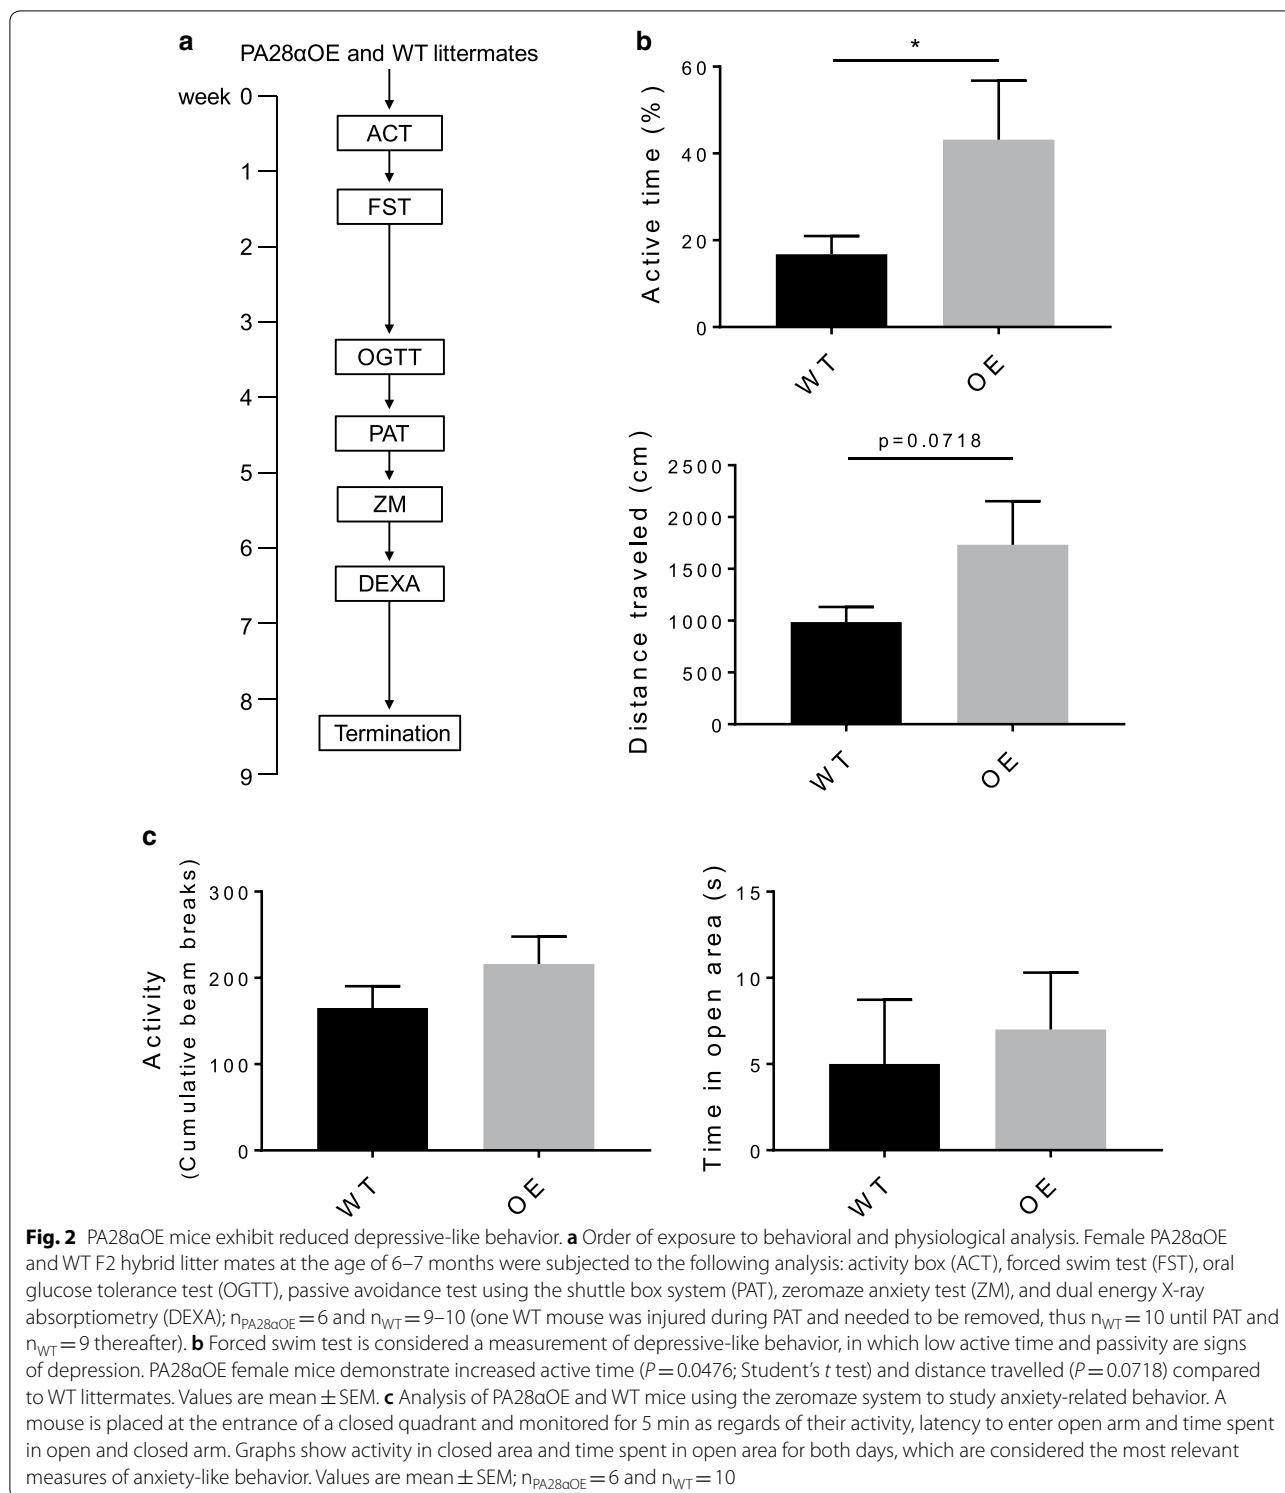 a
PA28αOE and WT littermates
week 0
1
2
3
4
5
6
7
8
9
ACT
FST
OGTT
PAT
ZM
DEXA
Termination
b
*
Active time (%)
60
40
20
0
WT
OE
p=0.0718
Distance traveled (cm)
2500
2000
1500
1000
500
0
WT
OE
c
Activity
(Cumulative beam breaks)
300
200
100
0
WT
OE
Time in open area (s)
15
10
5
0
WT
OE
Fig. 2 PA28αOE mice exhibit reduced depressive-like behavior. a Order of exposure to behavioral and physiological analysis. Female PA28αOE
and WT F2 hybrid litter mates at the age of 6–7 months were subjected to the following analysis: activity box (ACT), forced swim test (FST), oral
glucose tolerance test (OGTT), passive avoidance test using the shuttle box system (PAT), zeromaze anxiety test (ZM), and dual energy X-ray
absorptiometry (DEXA); nPA28αOE = 6 and nWT = 9–10 (one WT mouse was injured during PAT and needed to be removed, thus nWT = 10 until PAT and
nWT = 9 thereafter). b Forced swim test is considered a measurement of depressive-like behavior, in which low active time and passivity are signs
of depression. PA28αOE female mice demonstrate increased active time (P = 0.0476; Student's t test) and distance travelled (P = 0.0718) compared
to WT littermates. Values are mean ± SEM. c Analysis of PA28αOE and WT mice using the zeromaze system to study anxiety-related behavior. A
mouse is placed at the entrance of a closed quadrant and monitored for 5 min as regards of their activity, latency to enter open arm and time spent
in open and closed arm. Graphs show activity in closed area and time spent in open area for both days, which are considered the most relevant
measures of anxiety-like behavior. Values are mean ± SEM; nPA28αOE = 6 and nWT = 10